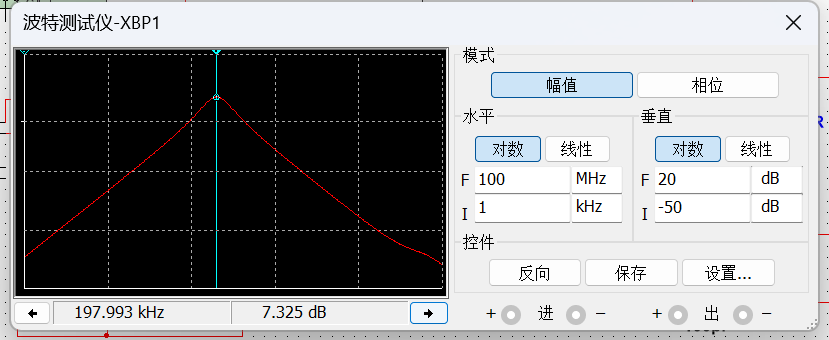 波特测试仪-XBP1
模式
幅值 相位
水平 垂直
对数 线性 对数 线性
F 100 MHz F 20 dB
I 1 kHz I -50 dB
控件
反向 保存 设置...
197.993 kHz 7.325 dB
+ 进 - + 出 -
R